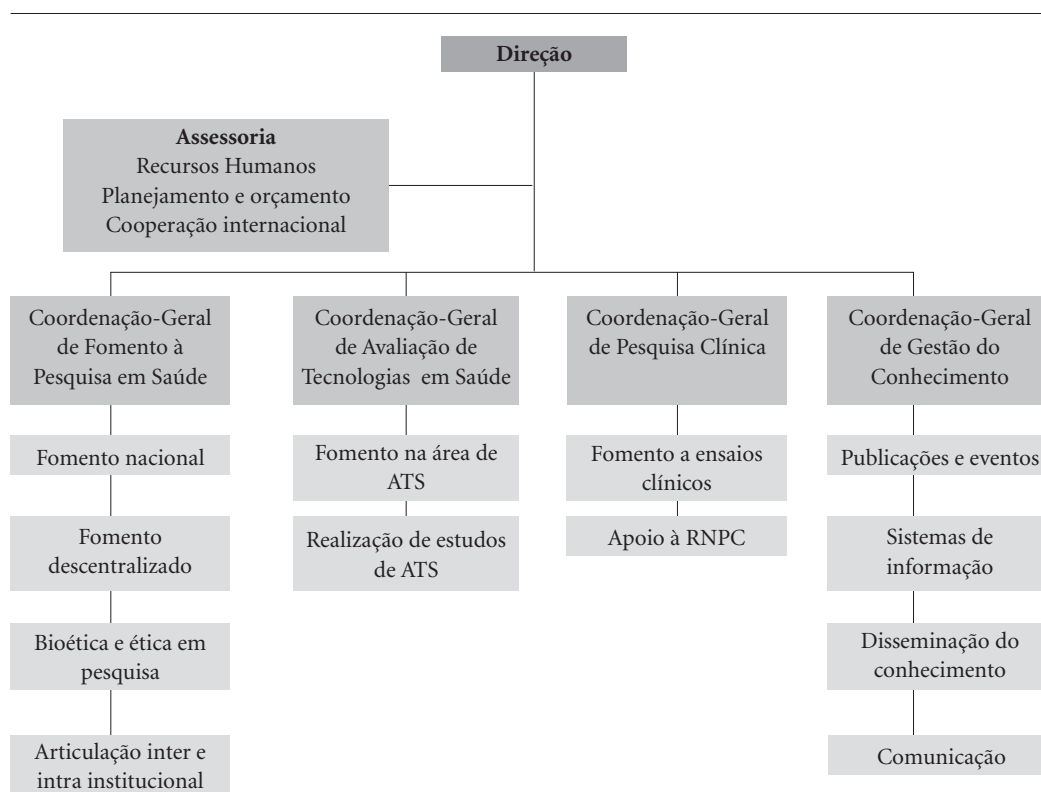 Direção
Assessoria
Recursos Humanos
Planejamento e orçamento
Cooperação internacional
Coordenação-Geral
de Fomento à
Pesquisa em Saúde
Coordenação-Geral
de Avaliação de
Tecnologias em Saúde
Coordenação-Geral
de Pesquisa Clínica
Coordenação-Geral
de Gestão do
Conhecimento
Fomento nacional
Fomento
descentralizado
Bioética e ética em
pesquisa
Articulação inter e
intra institucional
Fomento na área de
ATS
Realização de estudos
de ATS
Fomento a ensaios
clínicos
Apoio à RNPC
Publicações e eventos
Sistemas de
informação
Disseminação do
conhecimento
Comunicação